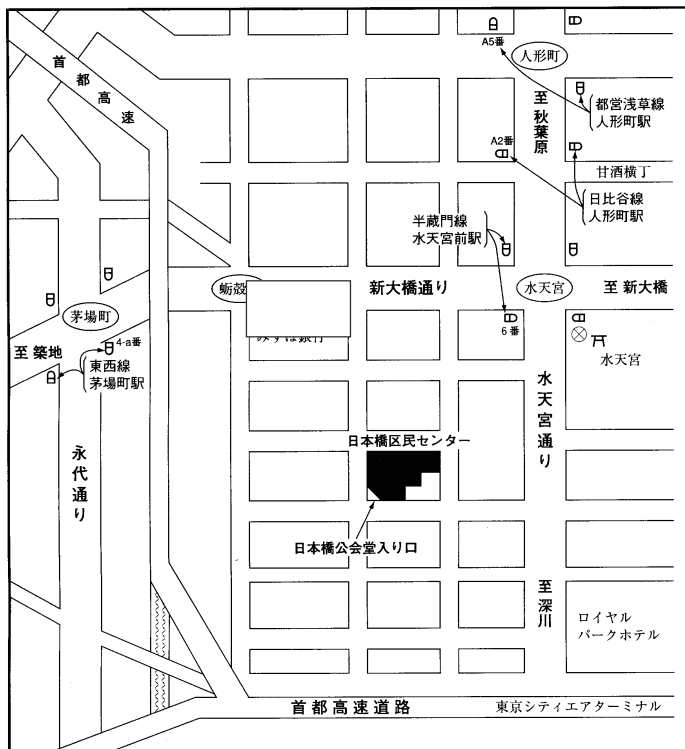 首都高速
A5番
人形町
至秋葉原
都営浅草線
人形町駅
A2番
甘酒横丁
日比谷線
人形町駅
半蔵門線
水天宮前駅
蛎殻
新大橋通り
水天宮
至 新大橋
茅場町
4-a番
至 築地
東西線
茅場町駅
6番
水天宮
水天宮通り
永代通り
日本橋区民センター
日本橋公会堂入り口
至深川
ロイヤル
パークホテル
首都高速道路
東京シティエアターミナル